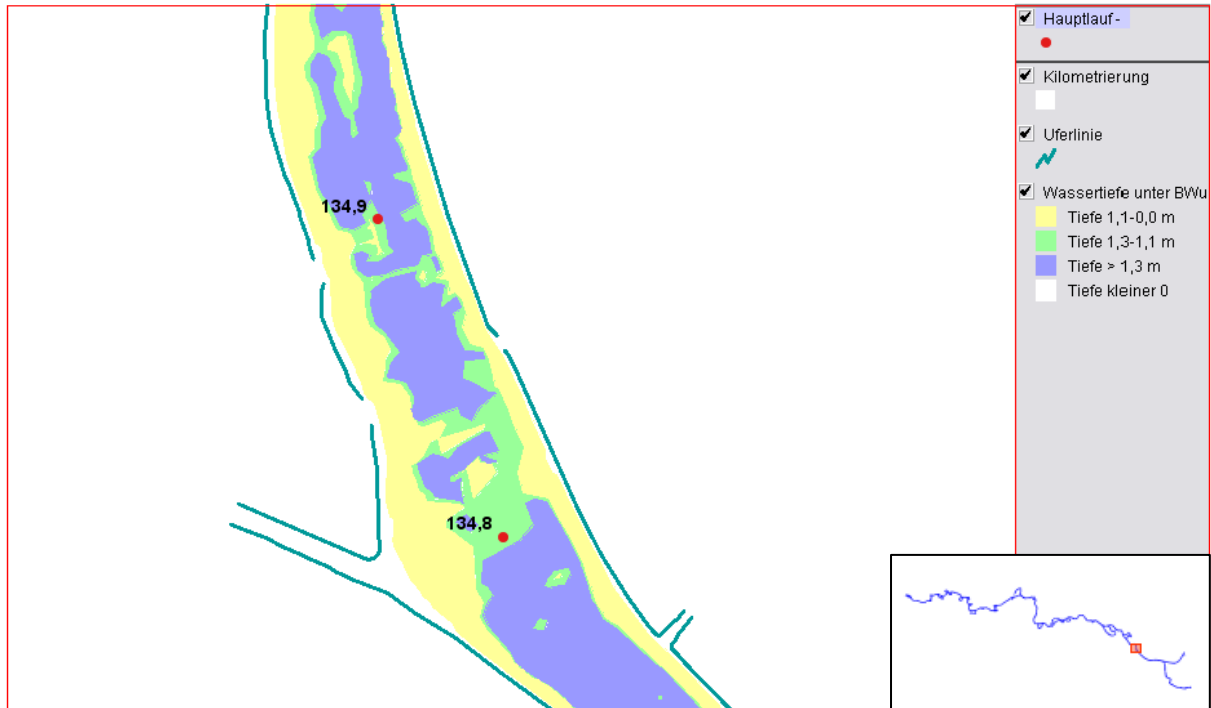 134,9
134,8
Hauptlauf -
Kilometrierung
Uferlinie
Wassertiefe unter BWu
Tiefe 1,1-0,0 m
Tiefe 1,3-1,1 m
Tiefe > 1,3 m
Tiefe kleiner 0